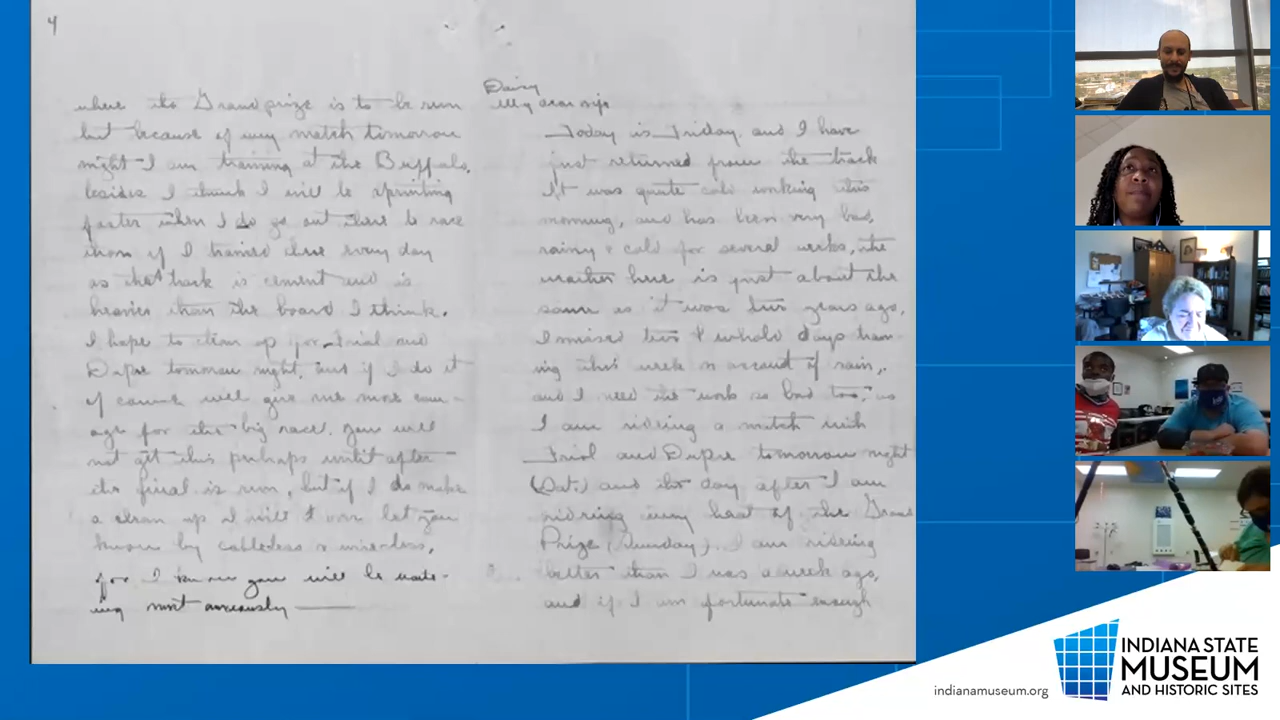 4
where the Grand prize is to be run
but because of my match tomorrow
night I am training at the Buffalo,
besides I think I will be sprinting
faster when I do go out there to race
than if I trained there every day
as that track is cement and is
heavier than the board I think.
I hope to clean up for Friol and
Dupre tomorrow night, and if I do it
of course will give me more cour-
age for the big race. You will
not get this perhaps until after
the final is run, but if I do make
a clean up I will let you
know by cableless & wireless,
for I know you will be wait-
ing most anxiously
Daisy
My dear wife
Today is Friday, and I have
just returned from the track
It was quite cold working this
morning, and has been very bad,
rainy & cold for several weeks, the
weather here is just about the
same as it was two years ago,
I missed two & whole days train-
ing this week on account of rain,
and I need the work so bad too, as
I am riding a match with
Friol and Dupre tomorrow night
(Sat.) and the day after I am
riding my heat of the Grand
Prize (Sunday). I am riding
better than I was a week ago,
and if I am fortunate enough
indianamuseum.org
INDIANA STATE
MUSEUM
AND HISTORIC SITES